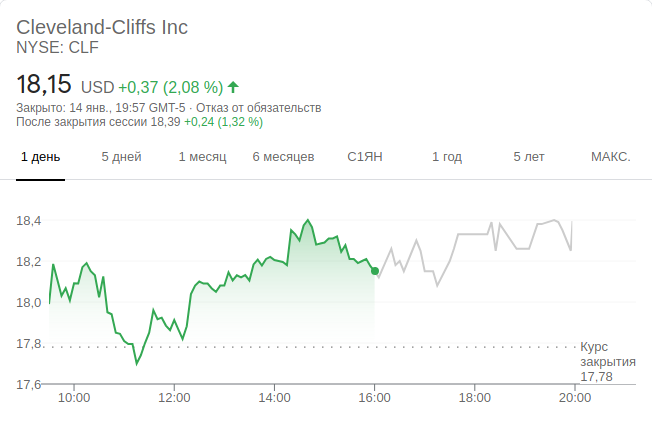 Cleveland-Cliffs Inc
NYSE: CLF
18,15 USD +0,37 (2,08 %)
Закрыто: 14 янв., 19:57 GMT-5 · Отказ от обязательств
После закрытия сессии 18,39 +0,24 (1,32 %)
1 день 5 дней 1 месяц 6 месяцев С1ЯН 1 год 5 лет МАКС.
18,4
18,2
18,0
17,8
Курс
закрытия
17,78
17,6
10:00 12:00 14:00 16:00 18:00 20:00